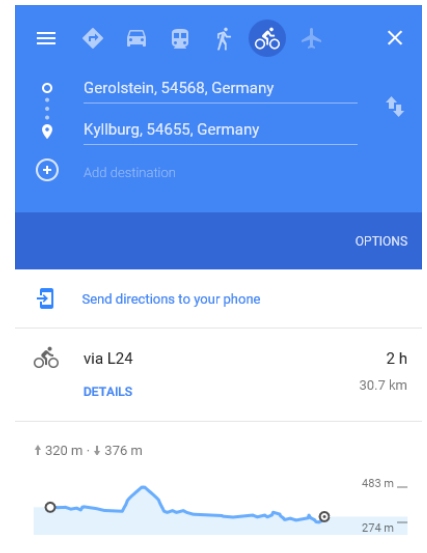 Gerolstein, 54568, Germany
Kyllburg, 54655, Germany
Add destination
OPTIONS
Send directions to your phone
via L24 2 h
DETAILS 30.7 km
↑ 320 m · ↓ 376 m
483 m
274 m